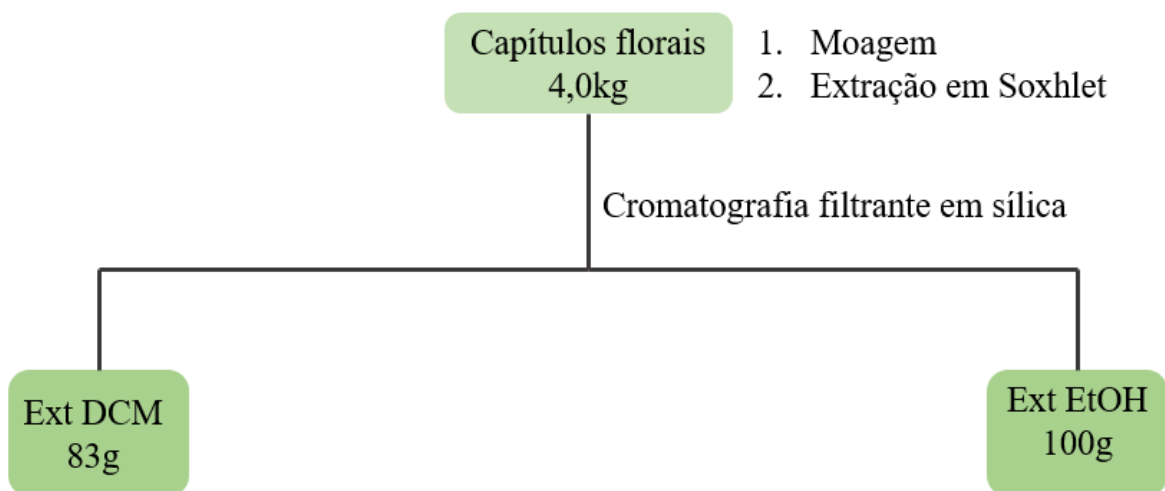 Capítulos florais
4,0kg
1. Moagem
2. Extração em Soxhlet
Cromatografia filtrante em sílica
Ext DCM
83g
Ext EtOH
100g